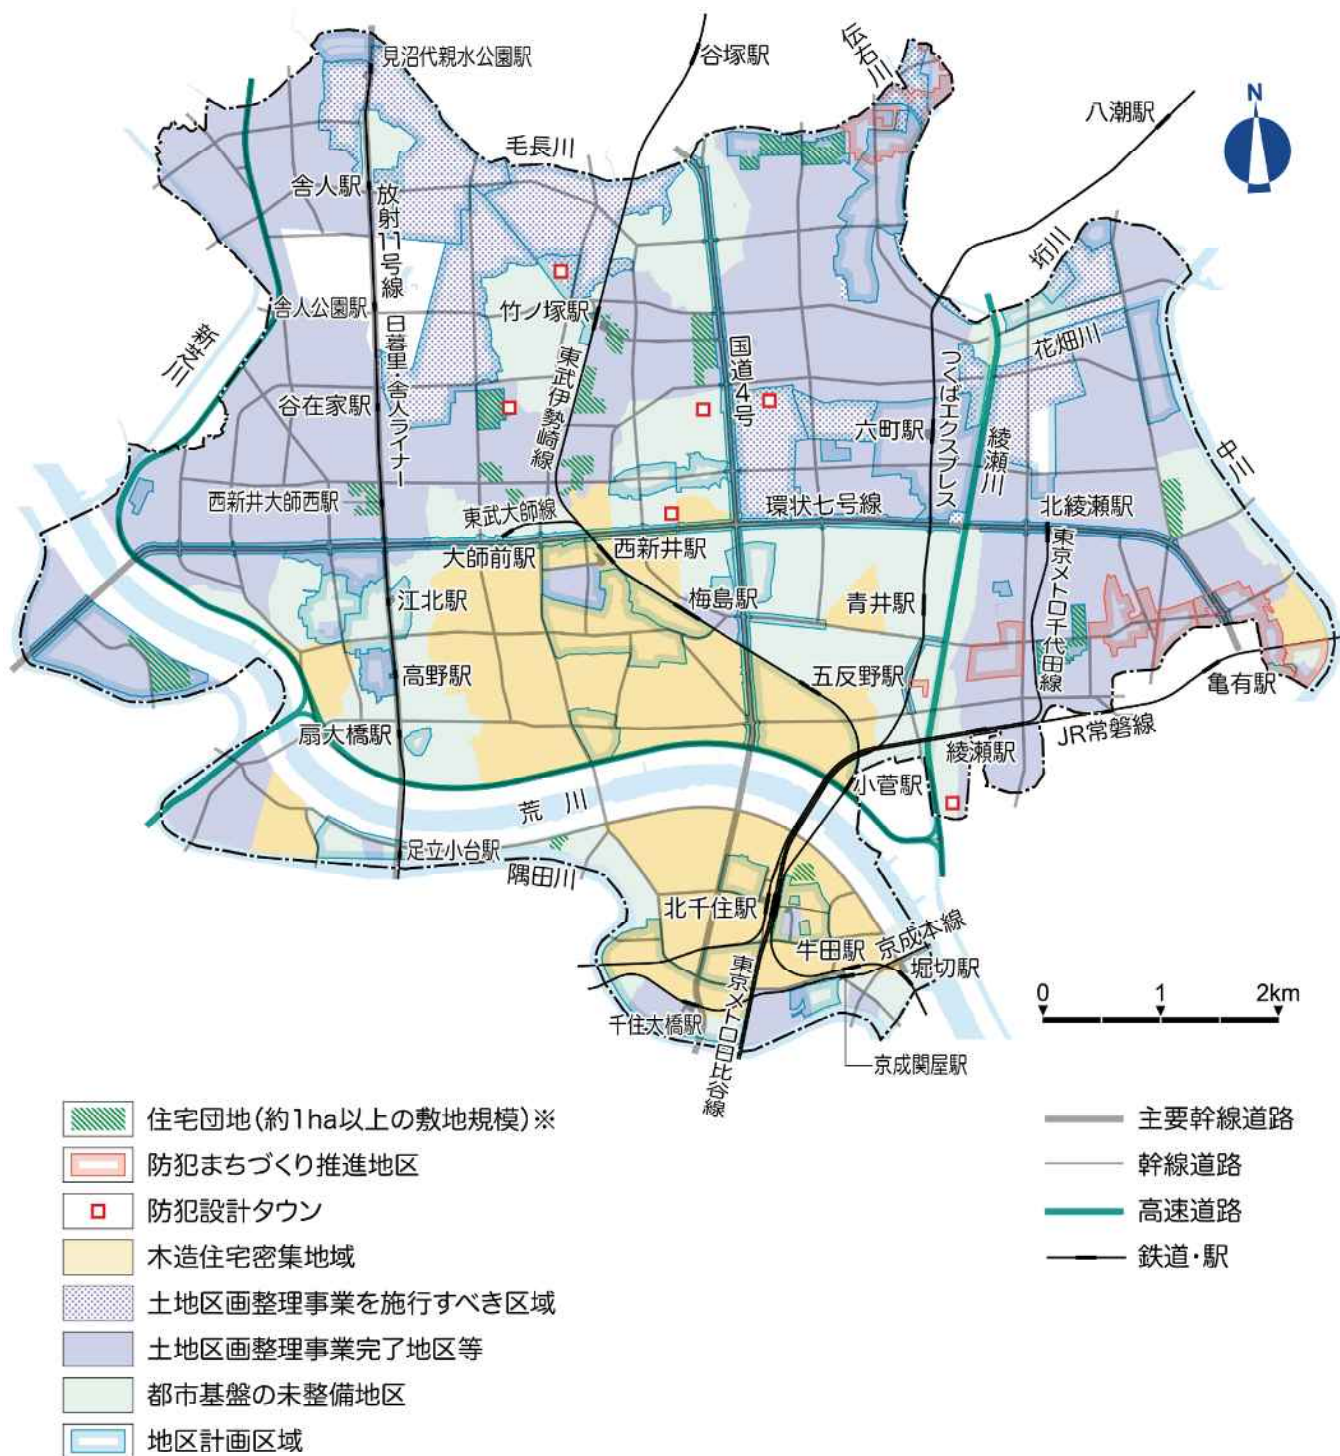 見沼代親水公園駅
谷塚駅
伝右川
八潮駅
N
毛長川
舎人駅
放射11号線
日暮里・舎人ライナー
舎人公園駅
竹ノ塚駅
新芝川
東武伊勢崎線
国道4号
垳川
花畑川
つくばエクスプレス
綾瀬川
谷在家駅
六町駅
中川
西新井大師西駅
東武大師線
環状七号線
北綾瀬駅
大師前駅
西新井駅
東京メトロ千代田線
江北駅
梅島駅
青井駅
高野駅
五反野駅
亀有駅
扇大橋駅
綾瀬駅
JR常磐線
小菅駅
荒川
足立小台駅
隅田川
北千住駅
牛田駅
京成本線
堀切駅
東京メトロ日比谷線
千住大橋駅
京成関屋駅
0 1 2km
住宅団地(約1ha以上の敷地規模)※
防犯まちづくり推進地区
防犯設計タウン
木造住宅密集地域
土地区画整理事業を施行すべき区域
土地区画整理事業完了地区等
都市基盤の未整備地区
地区計画区域
主要幹線道路
幹線道路
高速道路
鉄道・駅